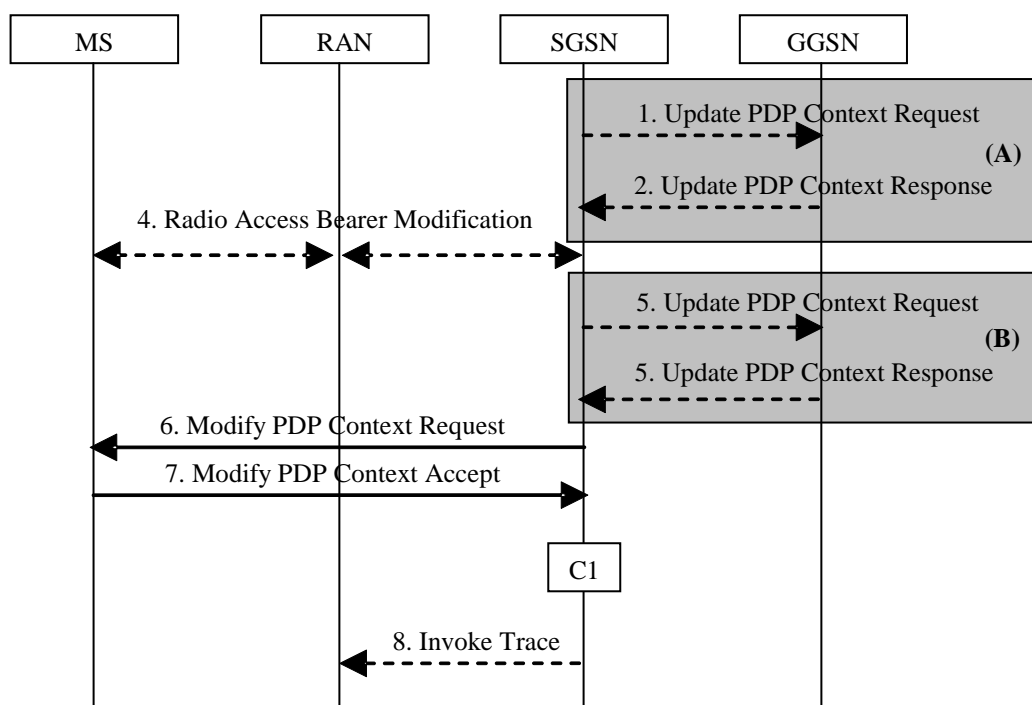 MS
RAN
SGSN
GGSN
1. Update PDP Context Request
(A)
2. Update PDP Context Response
4. Radio Access Bearer Modification
5. Update PDP Context Request
(B)
5. Update PDP Context Response
6. Modify PDP Context Request
7. Modify PDP Context Accept
C1
8. Invoke Trace